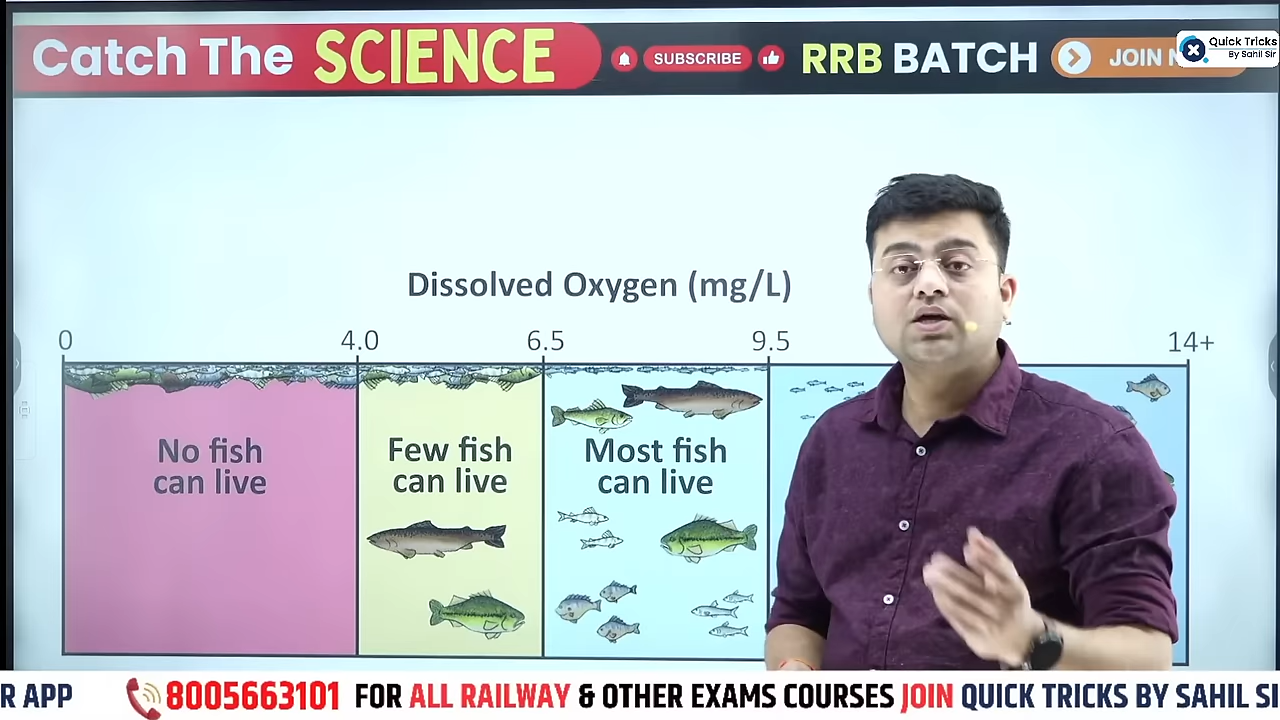 Catch The SCIENCE
SUBSCRIBE
RRB BATCH
JOIN
Quick Tricks
By Sahil Sir
Dissolved Oxygen (mg/L)
0
4.0
6.5
9.5
14+
No fish
can live
Few fish
can live
Most fish
can live
R APP
8005663101
FOR ALL RAILWAY & OTHER EXAMS COURSES JOIN QUICK TRICKS BY SAHIL SI